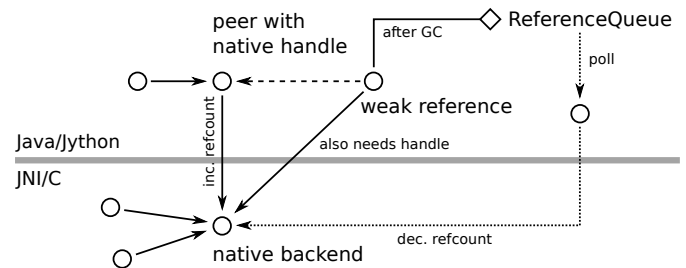 peer with
native handle
after GC
ReferenceQueue
poll
weak reference
Java/Jython
inc. refcount
also needs handle
JNI/C
dec. refcount
native backend